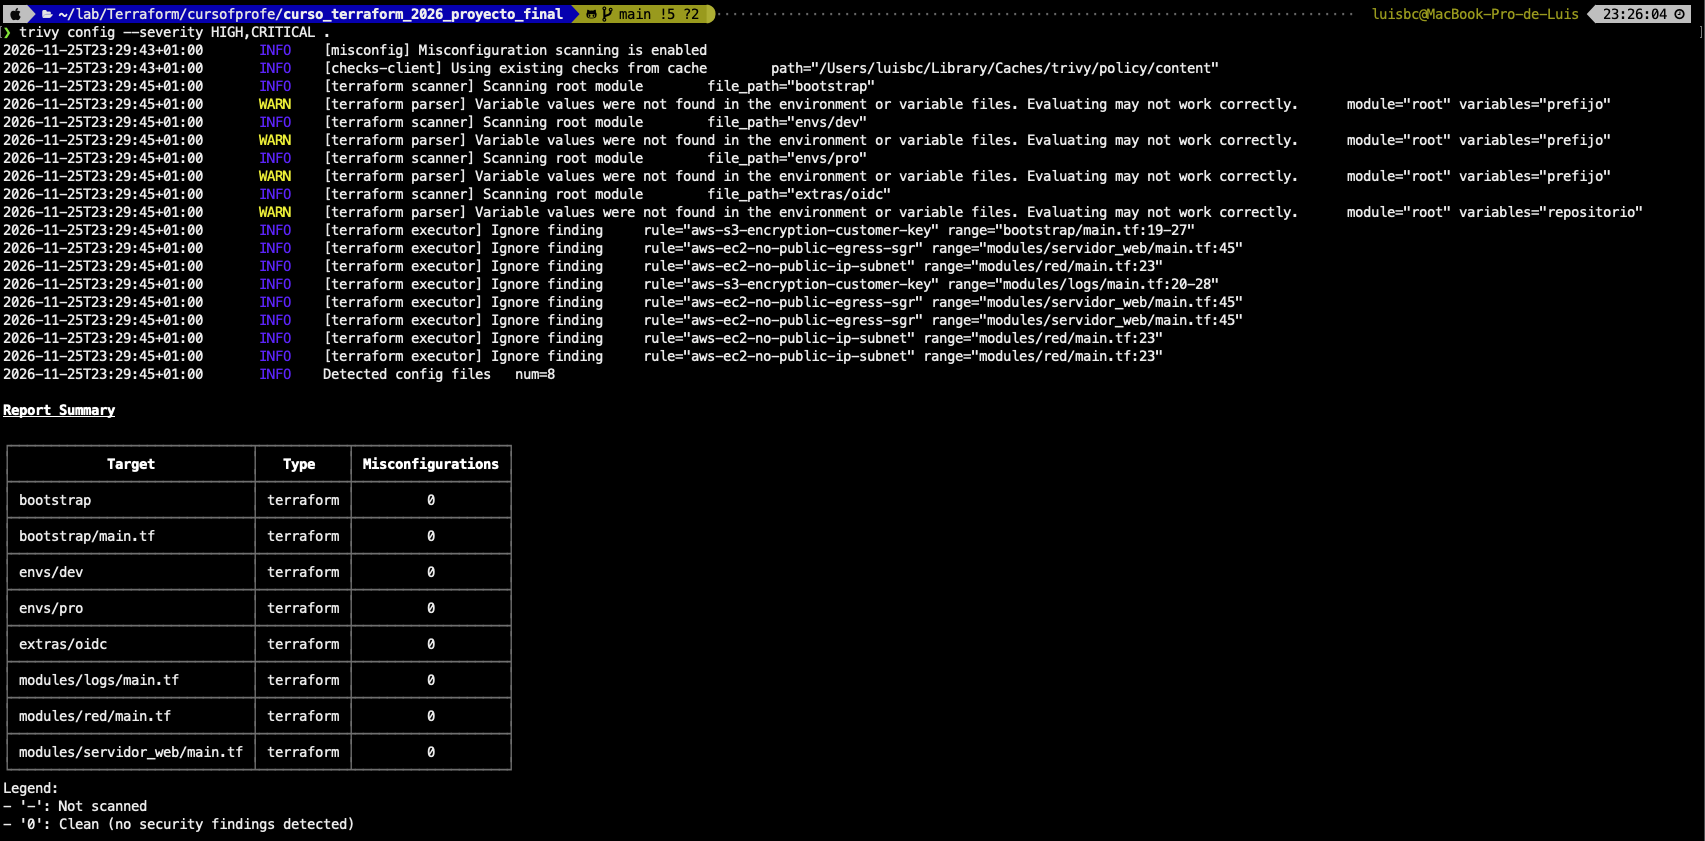 ~/lab/Terraform/cursofprofe/curso_terraform_2026_proyecto_final main !5 ?2 luisbc@MacBook-Pro-de-Luis 23:26:04
❯ trivy config --severity HIGH,CRITICAL .
2026-11-25T23:29:43+01:00 INFO [misconfig] Misconfiguration scanning is enabled
2026-11-25T23:29:43+01:00 INFO [checks-client] Using existing checks from cache path="/Users/luisbc/Library/Caches/trivy/policy/content"
2026-11-25T23:29:45+01:00 INFO [terraform scanner] Scanning root module file_path="bootstrap"
2026-11-25T23:29:45+01:00 WARN [terraform parser] Variable values were not found in the environment or variable files. Evaluating may not work correctly. module="root" variables="prefijo"
2026-11-25T23:29:45+01:00 INFO [terraform scanner] Scanning root module file_path="envs/dev"
2026-11-25T23:29:45+01:00 WARN [terraform parser] Variable values were not found in the environment or variable files. Evaluating may not work correctly. module="root" variables="prefijo"
2026-11-25T23:29:45+01:00 INFO [terraform scanner] Scanning root module file_path="envs/pro"
2026-11-25T23:29:45+01:00 WARN [terraform parser] Variable values were not found in the environment or variable files. Evaluating may not work correctly. module="root" variables="prefijo"
2026-11-25T23:29:45+01:00 INFO [terraform scanner] Scanning root module file_path="extras/oidc"
2026-11-25T23:29:45+01:00 WARN [terraform parser] Variable values were not found in the environment or variable files. Evaluating may not work correctly. module="root" variables="repositorio"
2026-11-25T23:29:45+01:00 INFO [terraform executor] Ignore finding rule="aws-s3-encryption-customer-key" range="bootstrap/main.tf:19-27"
2026-11-25T23:29:45+01:00 INFO [terraform executor] Ignore finding rule="aws-ec2-no-public-egress-sgr" range="modules/servidor_web/main.tf:45"
2026-11-25T23:29:45+01:00 INFO [terraform executor] Ignore finding rule="aws-ec2-no-public-ip-subnet" range="modules/red/main.tf:23"
2026-11-25T23:29:45+01:00 INFO [terraform executor] Ignore finding rule="aws-s3-encryption-customer-key" range="modules/logs/main.tf:20-28"
2026-11-25T23:29:45+01:00 INFO [terraform executor] Ignore finding rule="aws-ec2-no-public-egress-sgr" range="modules/servidor_web/main.tf:45"
2026-11-25T23:29:45+01:00 INFO [terraform executor] Ignore finding rule="aws-ec2-no-public-egress-sgr" range="modules/servidor_web/main.tf:45"
2026-11-25T23:29:45+01:00 INFO [terraform executor] Ignore finding rule="aws-ec2-no-public-ip-subnet" range="modules/red/main.tf:23"
2026-11-25T23:29:45+01:00 INFO [terraform executor] Ignore finding rule="aws-ec2-no-public-ip-subnet" range="modules/red/main.tf:23"
2026-11-25T23:29:45+01:00 INFO Detected config files num=8
Report Summary
Target Type Misconfigurations
bootstrap terraform 0
bootstrap/main.tf terraform 0
envs/dev terraform 0
envs/pro terraform 0
extras/oidc terraform 0
modules/logs/main.tf terraform 0
modules/red/main.tf terraform 0
modules/servidor_web/main.tf terraform 0
Legend:
- '-': Not scanned
- '0': Clean (no security findings detected)